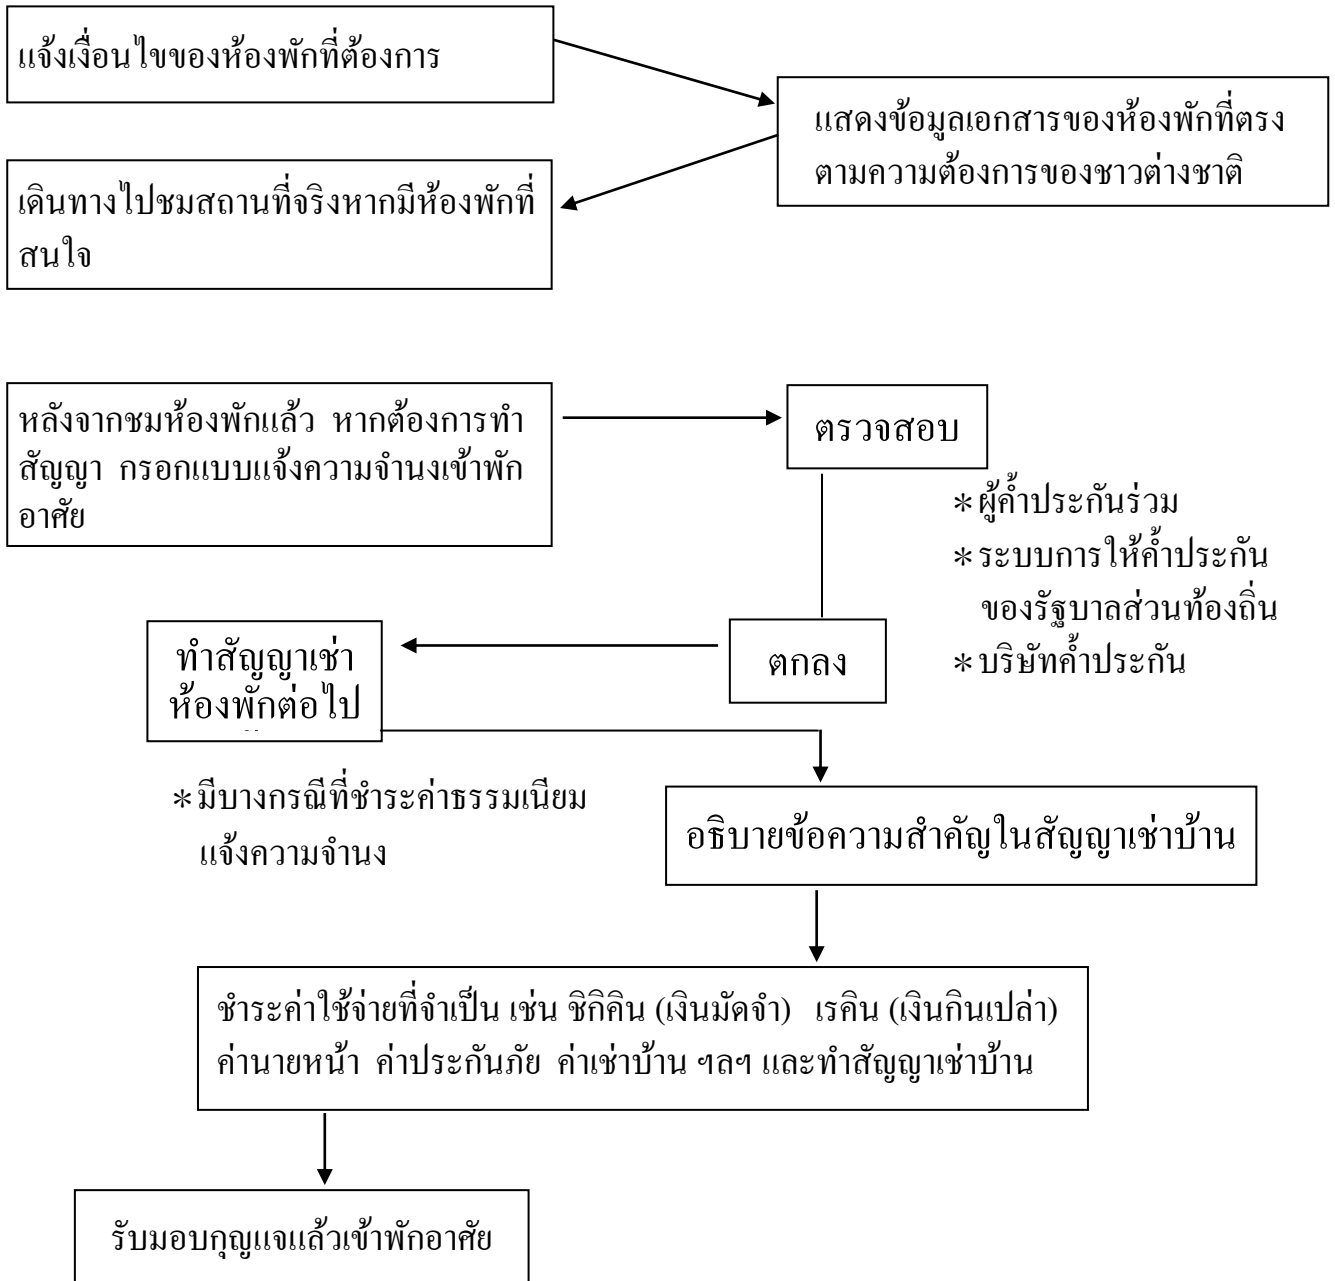 แจ้งเงื่อนไขของห้องพักที่ต้องการ
แสดงข้อมูลเอกสารของห้องพักที่ตรง
ตามความต้องการของชาวต่างชาติ
เดินทางไปชมสถานที่จริงหากมีห้องพักที่
สนใจ
หลังจากชมห้องพักแล้ว หากต้องการทำ
สัญญา กรอกแบบแจ้งความจำนงเข้าพัก
อาศัย
ตรวจสอบ
＊ผู้ค้ำประกันร่วม
＊ระบบการให้ค้ำประกัน
ของรัฐบาลส่วนท้องถิ่น
＊บริษัทค้ำประกัน
ตกลง
ทำสัญญาเช่า
ห้องพักต่อไป
＊มีบางกรณีที่ชำระค่าธรรมเนียม
แจ้งความจำนง
อธิบายข้อความสำคัญในสัญญาเช่าบ้าน
ชำระค่าใช้จ่ายที่จำเป็น เช่น ชิกิคิน (เงินมัดจำ) เรคิน (เงินกินเปล่า)
ค่านายหน้า ค่าประกันภัย ค่าเช่าบ้าน ฯลฯ และทำสัญญาเช่าบ้าน
รับมอบกุญแจแล้วเข้าพักอาศัย